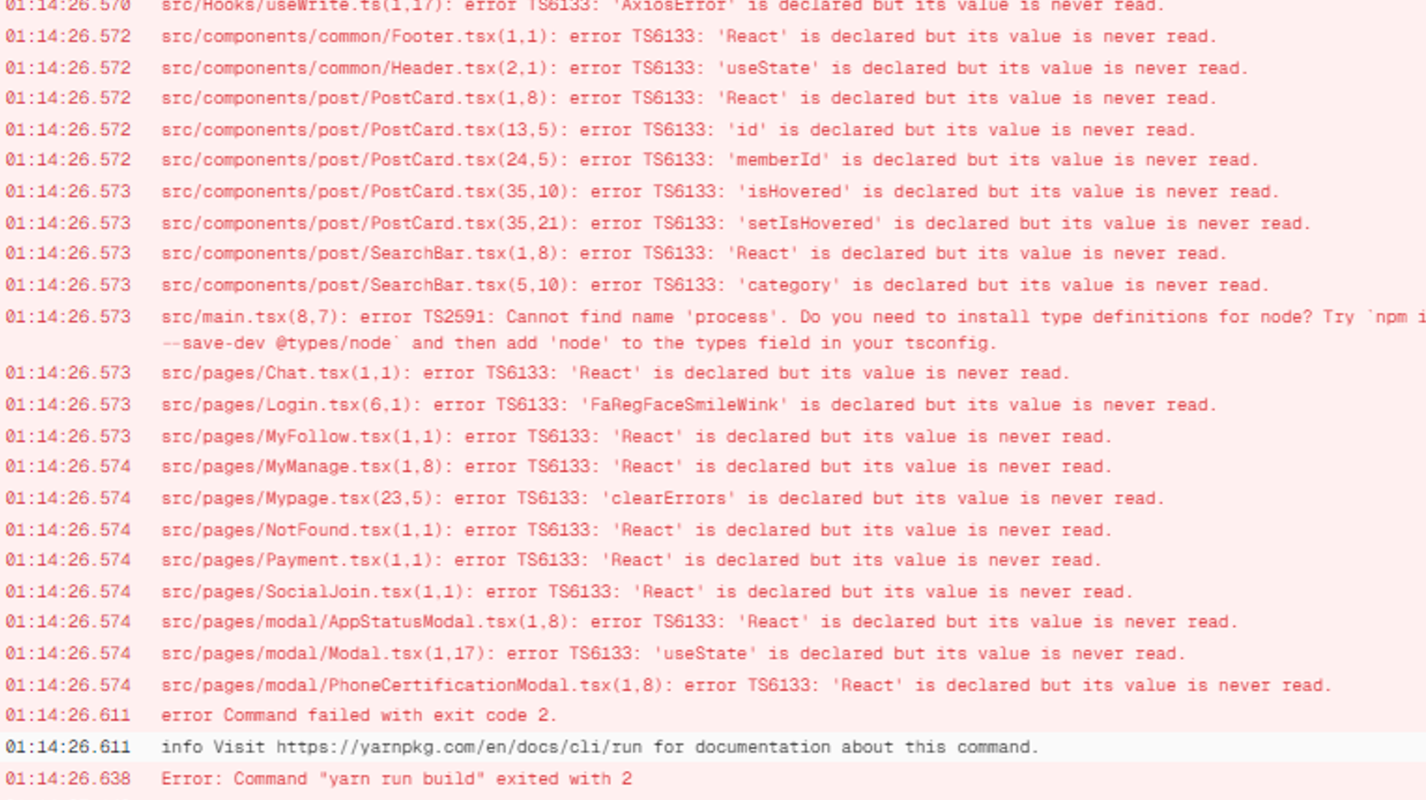 01:14:26.570 src/Hooks/useWrite.ts(1,17): error TS6133: 'AxiosError' is declared but its value is never read.
01:14:26.572 src/components/common/Footer.tsx(1,1): error TS6133: 'React' is declared but its value is never read.
01:14:26.572 src/components/common/Header.tsx(2,1): error TS6133: 'useState' is declared but its value is never read.
01:14:26.572 src/components/post/PostCard.tsx(1,8): error TS6133: 'React' is declared but its value is never read.
01:14:26.572 src/components/post/PostCard.tsx(13,5): error TS6133: 'id' is declared but its value is never read.
01:14:26.572 src/components/post/PostCard.tsx(24,5): error TS6133: 'memberId' is declared but its value is never read.
01:14:26.573 src/components/post/PostCard.tsx(35,10): error TS6133: 'isHovered' is declared but its value is never read.
01:14:26.573 src/components/post/PostCard.tsx(35,21): error TS6133: 'setIsHovered' is declared but its value is never read.
01:14:26.573 src/components/post/SearchBar.tsx(1,8): error TS6133: 'React' is declared but its value is never read.
01:14:26.573 src/components/post/SearchBar.tsx(5,10): error TS6133: 'category' is declared but its value is never read.
01:14:26.573 src/main.tsx(8,7): error TS2591: Cannot find name 'process'. Do you need to install type definitions for node? Try `npm i
--save-dev @types/node` and then add 'node' to the types field in your tsconfig.
01:14:26.573 src/pages/Chat.tsx(1,1): error TS6133: 'React' is declared but its value is never read.
01:14:26.573 src/pages/Login.tsx(6,1): error TS6133: 'FaRegFaceSmileWink' is declared but its value is never read.
01:14:26.573 src/pages/MyFollow.tsx(1,1): error TS6133: 'React' is declared but its value is never read.
01:14:26.574 src/pages/MyManage.tsx(1,8): error TS6133: 'React' is declared but its value is never read.
01:14:26.574 src/pages/Mypage.tsx(23,5): error TS6133: 'clearErrors' is declared but its value is never read.
01:14:26.574 src/pages/NotFound.tsx(1,1): error TS6133: 'React' is declared but its value is never read.
01:14:26.574 src/pages/Payment.tsx(1,1): error TS6133: 'React' is declared but its value is never read.
01:14:26.574 src/pages/SocialJoin.tsx(1,1): error TS6133: 'React' is declared but its value is never read.
01:14:26.574 src/pages/modal/AppStatusModal.tsx(1,8): error TS6133: 'React' is declared but its value is never read.
01:14:26.574 src/pages/modal/Modal.tsx(1,17): error TS6133: 'useState' is declared but its value is never read.
01:14:26.574 src/pages/modal/PhoneCertificationModal.tsx(1,8): error TS6133: 'React' is declared but its value is never read.
01:14:26.611 error Command failed with exit code 2.
01:14:26.611 info Visit https://yarnpkg.com/en/docs/cli/run for documentation about this command.
01:14:26.638 Error: Command "yarn run build" exited with 2